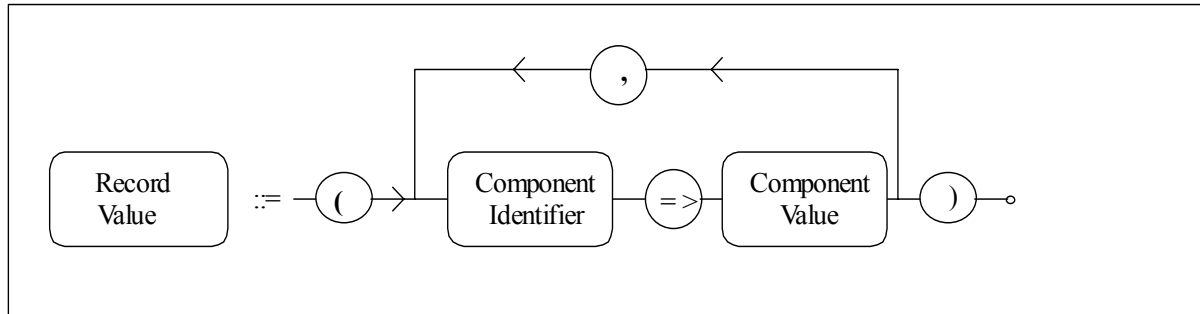 ,
Record
Value
::=
(
Component
Identifier
= >
Component
Value
)